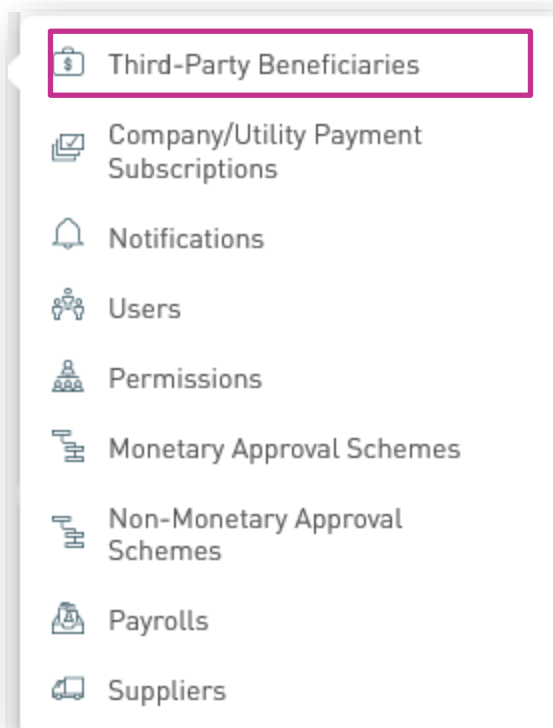 Third-Party Beneficiaries
Company/Utility Payment
Subscriptions
Notifications
Users
Permissions
Monetary Approval Schemes
Non-Monetary Approval
Schemes
Payrolls
Suppliers